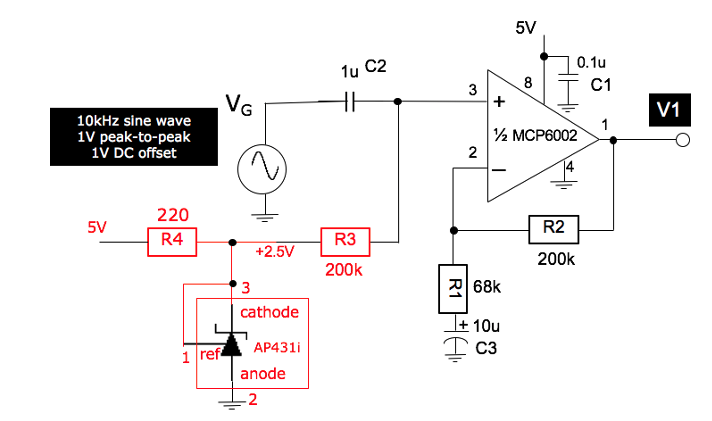 5V
1u C2
0.1u
C1
8
3
+
VG
V1
10kHz sine wave
1V peak-to-peak
1V DC offset
½ MCP6002
1
2
–
4
220
5V
R4
+2.5V
R3
200k
R2
200k
R1
68k
3
cathode
+ 10u
C3
1
ref
AP431i
anode
2